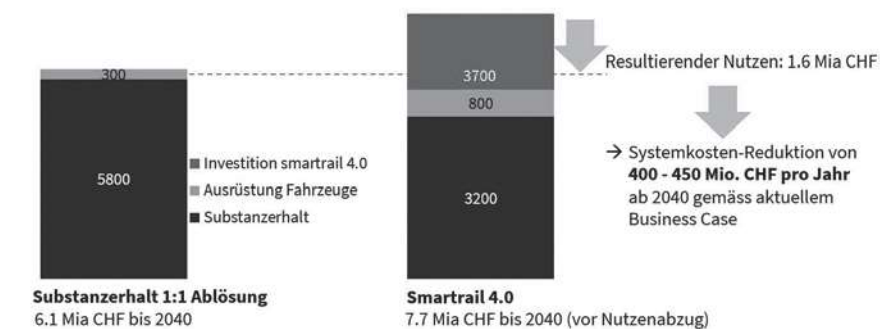 300
5800
Investition smartrail 4.0
Ausrüstung Fahrzeuge
Substanzerhalt
Substanzerhalt 1:1 Ablösung
6.1 Mia CHF bis 2040
3700
800
3200
Smartrail 4.0
7.7 Mia CHF bis 2040 (vor Nutzenabzug)
Resultierender Nutzen: 1.6 Mia CHF
→ Systemkosten-Reduktion von
400 - 450 Mio. CHF pro Jahr
ab 2040 gemäss aktuellem
Business Case